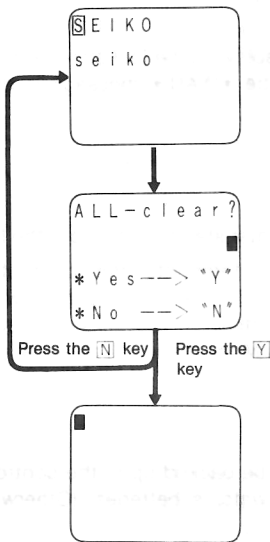 SEIKO
seiko
ALL-clear?
*Yes--> "Y"
*No --> "N"
Press the N key
Press the Y key